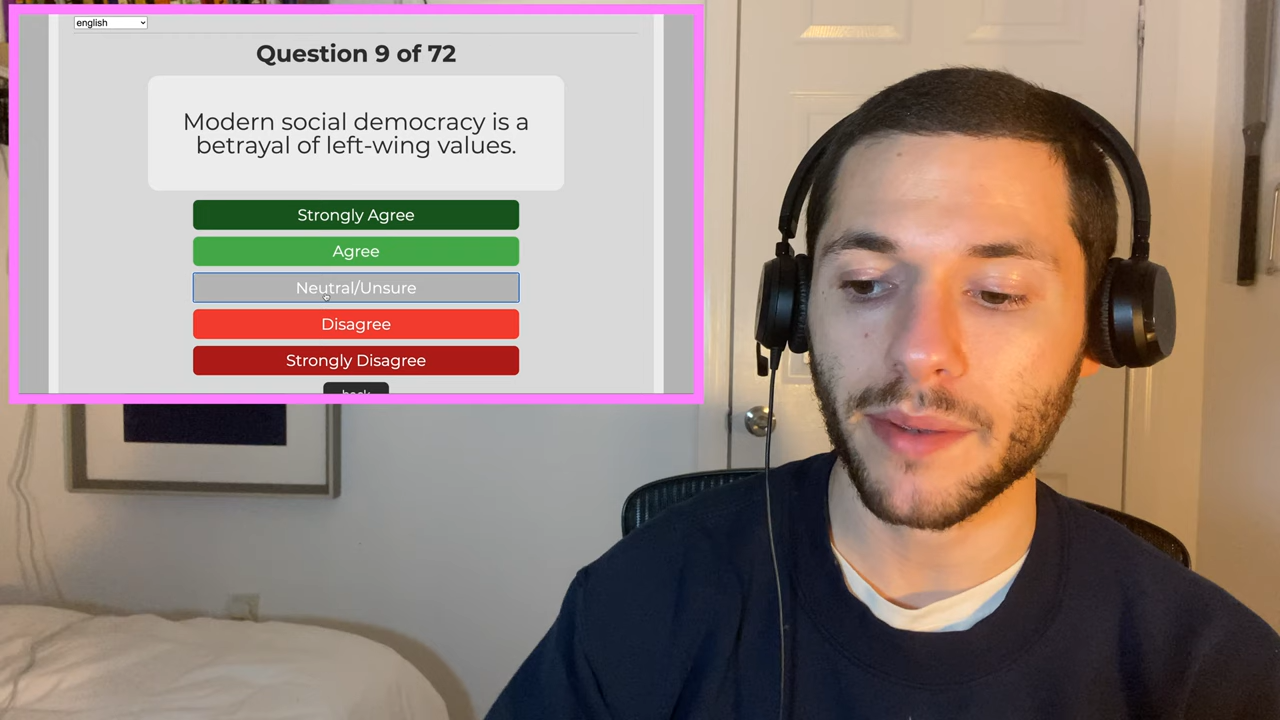 english
Question 9 of 72
Modern social democracy is a
betrayal of left-wing values.
Strongly Agree
Agree
Neutral/Unsure
Disagree
Strongly Disagree
back